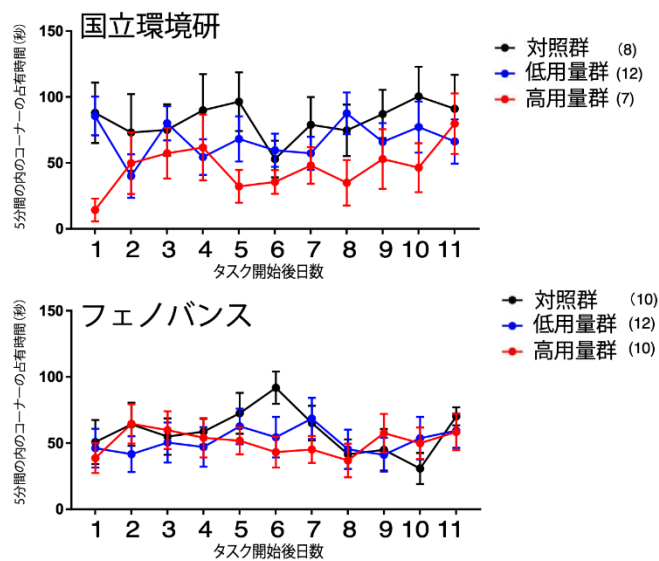 国立環境研
対照群 (8)
低用量群 (12)
高用量群 (7)
5分間の内のコーナーの占有時間(秒)
150
100
50
0
1 2 3 4 5 6 7 8 9 10 11
タスク開始後日数
フェノバンス
対照群 (10)
低用量群 (12)
高用量群 (10)
5分間の内のコーナーの占有時間(秒)
150
100
50
0
1 2 3 4 5 6 7 8 9 10 11
タスク開始後日数